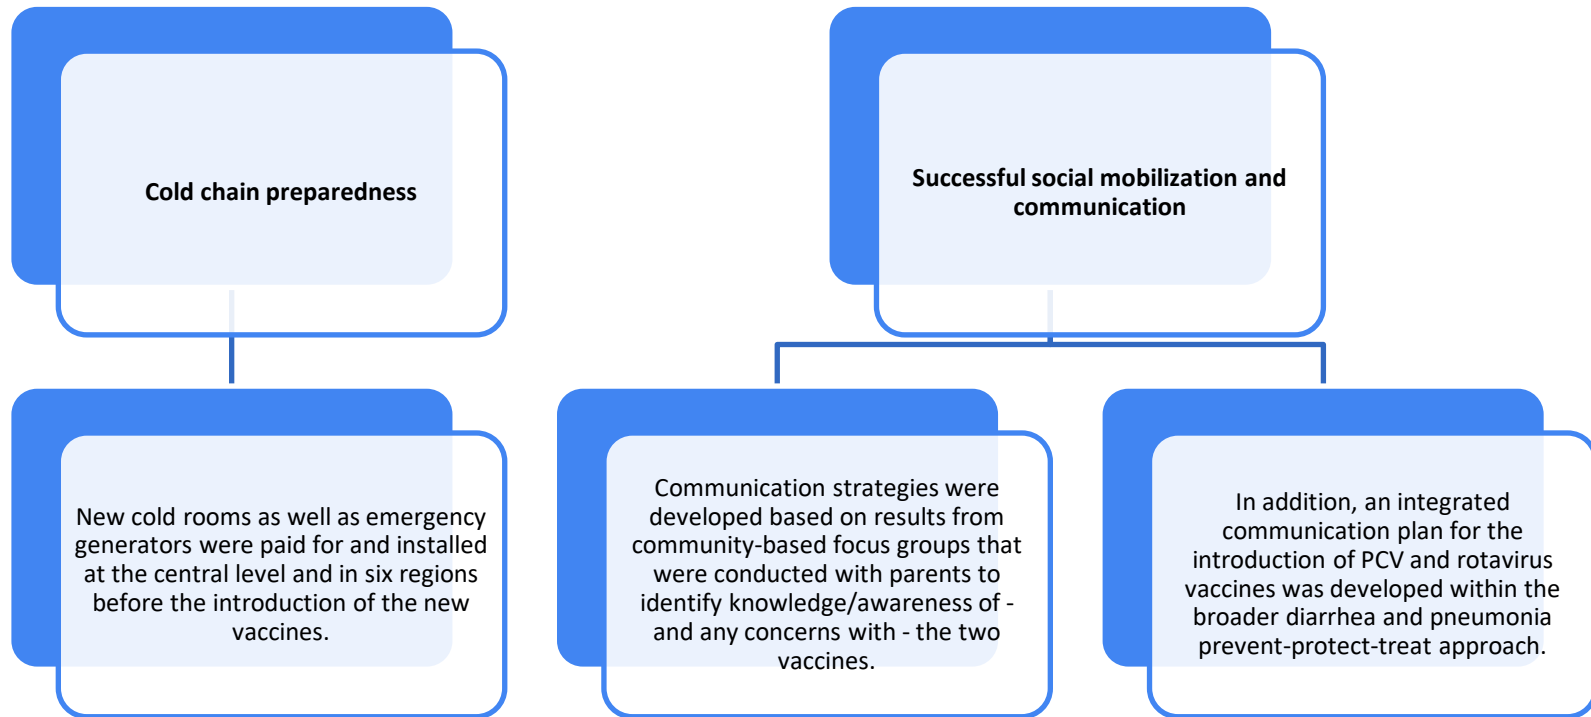 Cold chain preparedness
Successful social mobilization and
communication
New cold rooms as well as emergency
generators were paid for and installed
at the central level and in six regions
before the introduction of the new
vaccines.
Communication strategies were
developed based on results from
community-based focus groups that
were conducted with parents to
identify knowledge/awareness of -
and any concerns with - the two
vaccines.
In addition, an integrated
communication plan for the
introduction of PCV and rotavirus
vaccines was developed within the
broader diarrhea and pneumonia
prevent-protect-treat approach.